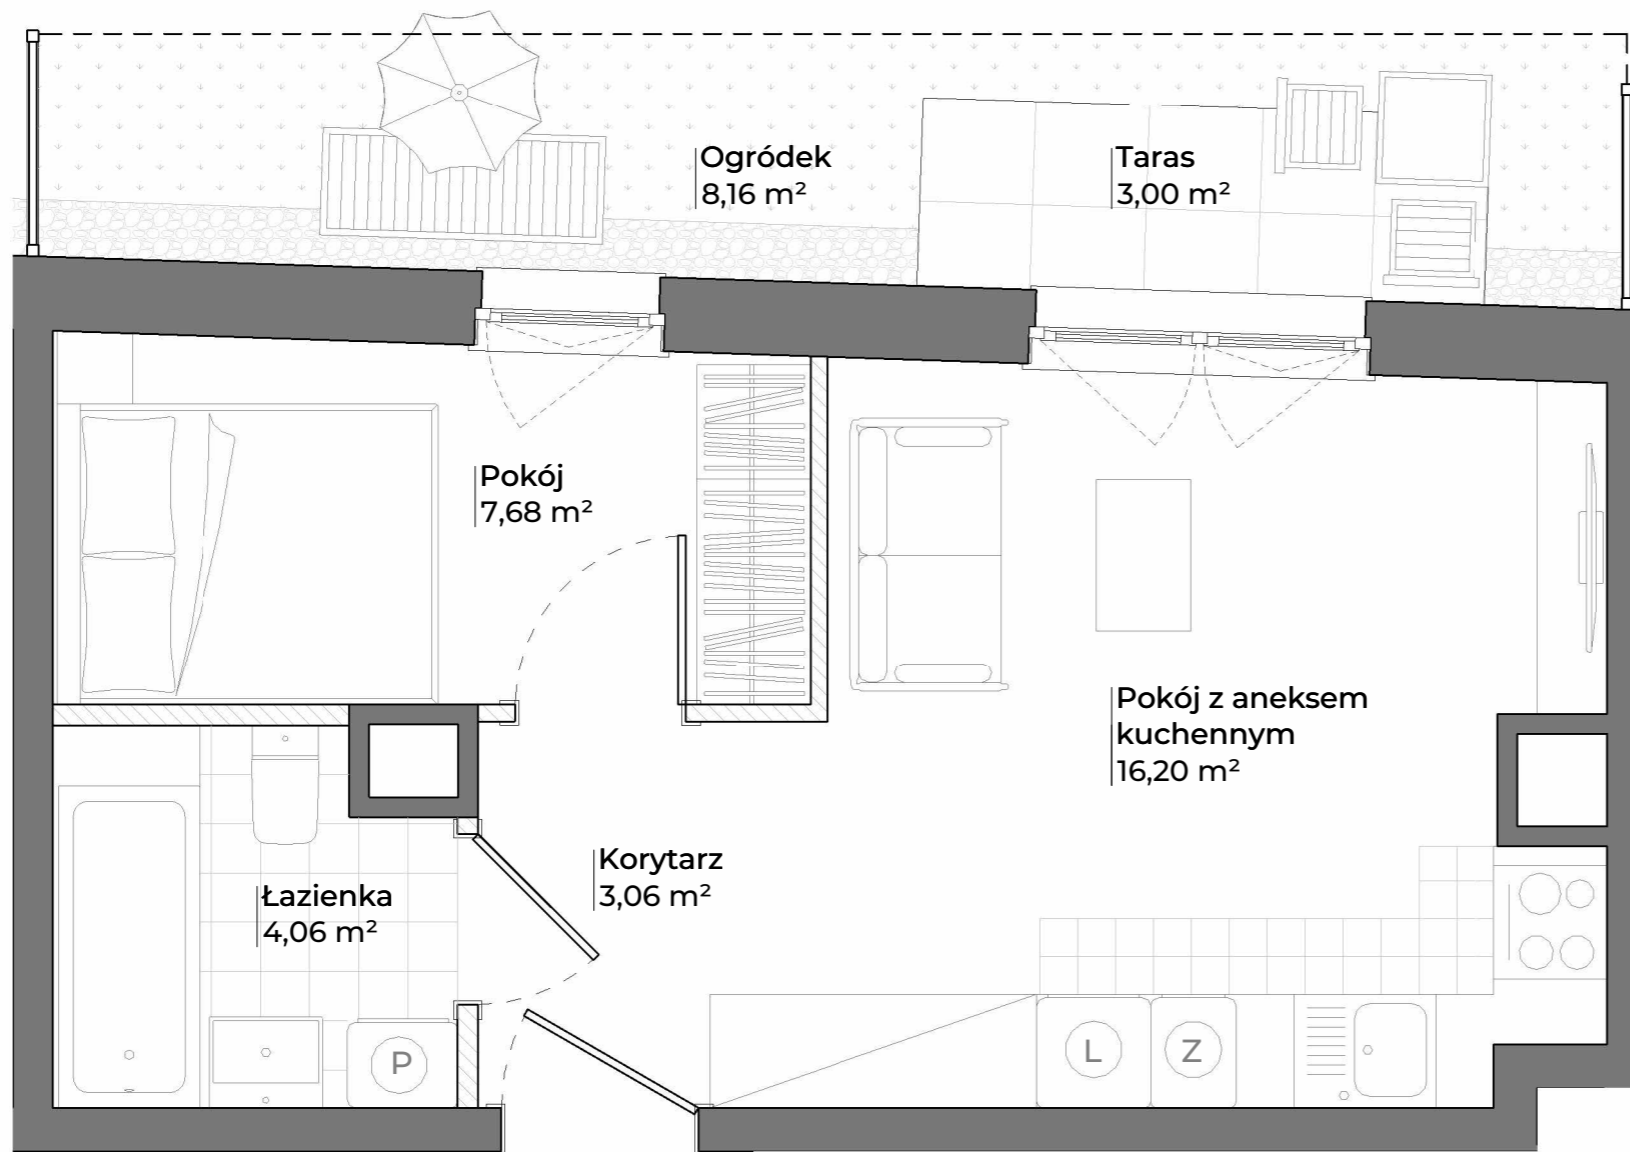 Ogródek
8,16 m²
Taras
3,00 m²
Pokój
7,68 m²
Pokój z aneksem
kuchennym
16,20 m²
Korytarz
3,06 m²
Łazienka
4,06 m²
P
L
Z